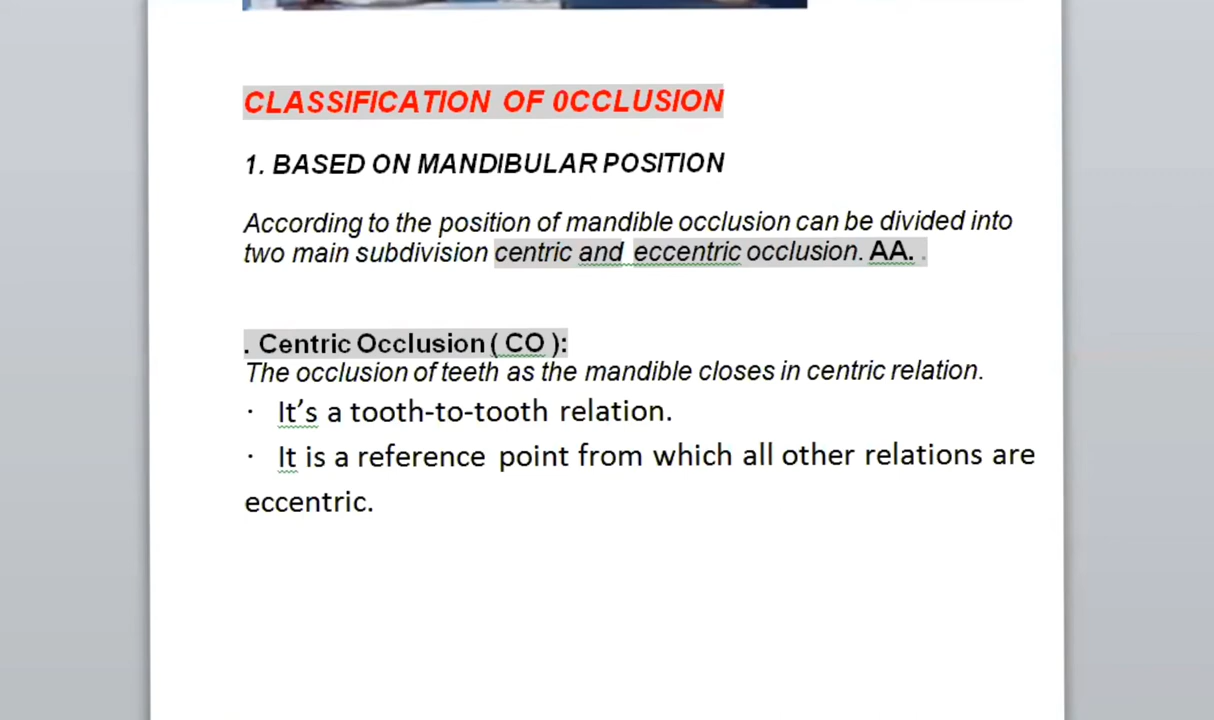 CLASSIFICATION OF 0CCLUSION
1. BASED ON MANDIBULAR POSITION
According to the position of mandible occlusion can be divided into
two main subdivision centric and eccentric occlusion. AA. .
. Centric Occlusion ( CO ):
The occlusion of teeth as the mandible closes in centric relation.
· It’s a tooth-to-tooth relation.
· It is a reference point from which all other relations are
eccentric.